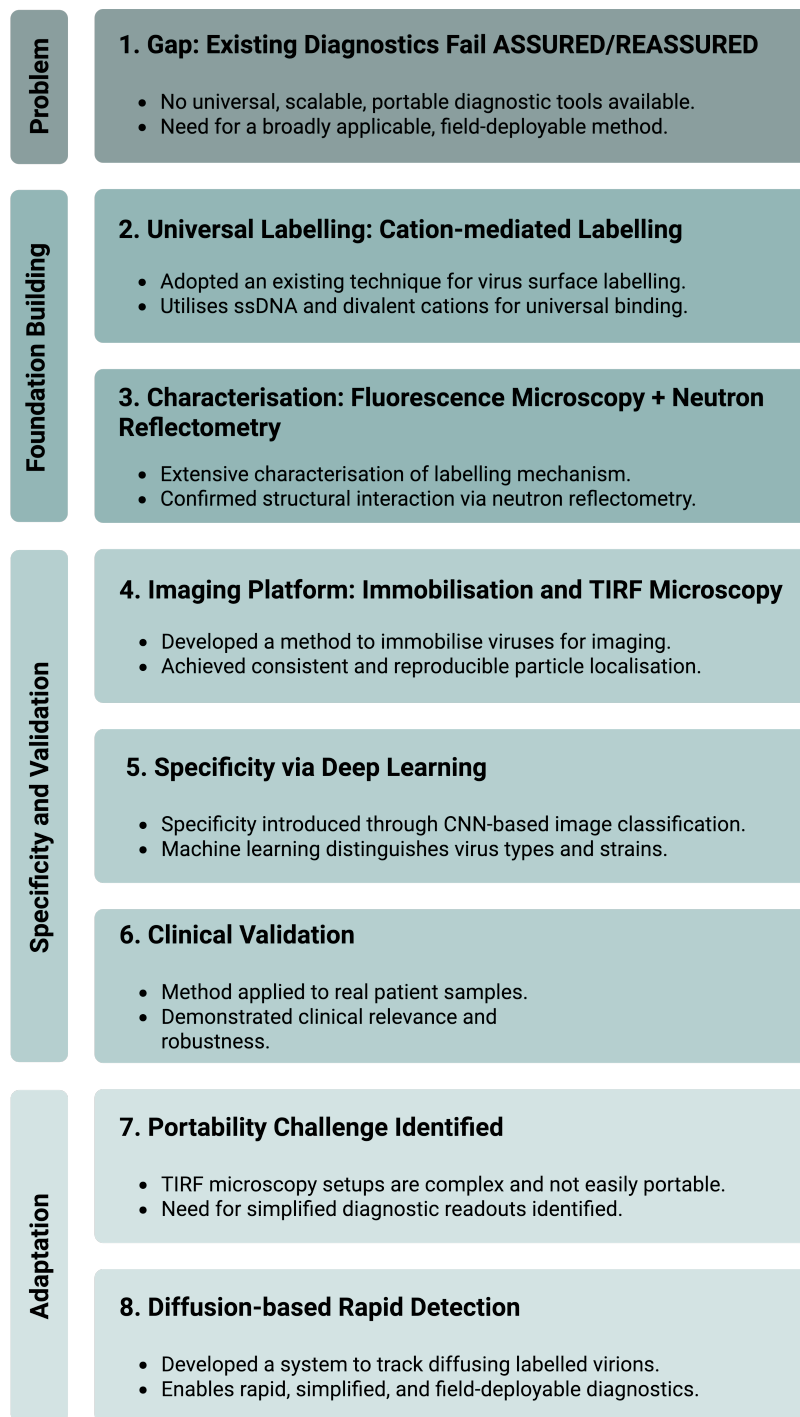 Problem
1. Gap: Existing Diagnostics Fail ASSURED/REASSURED
• No universal, scalable, portable diagnostic tools available.
• Need for a broadly applicable, field-deployable method.
Foundation Building
2. Universal Labelling: Cation-mediated Labelling
• Adopted an existing technique for virus surface labelling.
• Utilises ssDNA and divalent cations for universal binding.
3. Characterisation: Fluorescence Microscopy + Neutron
Reflectometry
• Extensive characterisation of labelling mechanism.
• Confirmed structural interaction via neutron reflectometry.
Specificity and Validation
4. Imaging Platform: Immobilisation and TIRF Microscopy
• Developed a method to immobilise viruses for imaging.
• Achieved consistent and reproducible particle localisation.
5. Specificity via Deep Learning
• Specificity introduced through CNN-based image classification.
• Machine learning distinguishes virus types and strains.
6. Clinical Validation
• Method applied to real patient samples.
• Demonstrated clinical relevance and
robustness.
Adaptation
7. Portability Challenge Identified
• TIRF microscopy setups are complex and not easily portable.
• Need for simplified diagnostic readouts identified.
8. Diffusion-based Rapid Detection
• Developed a system to track diffusing labelled virions.
• Enables rapid, simplified, and field-deployable diagnostics.